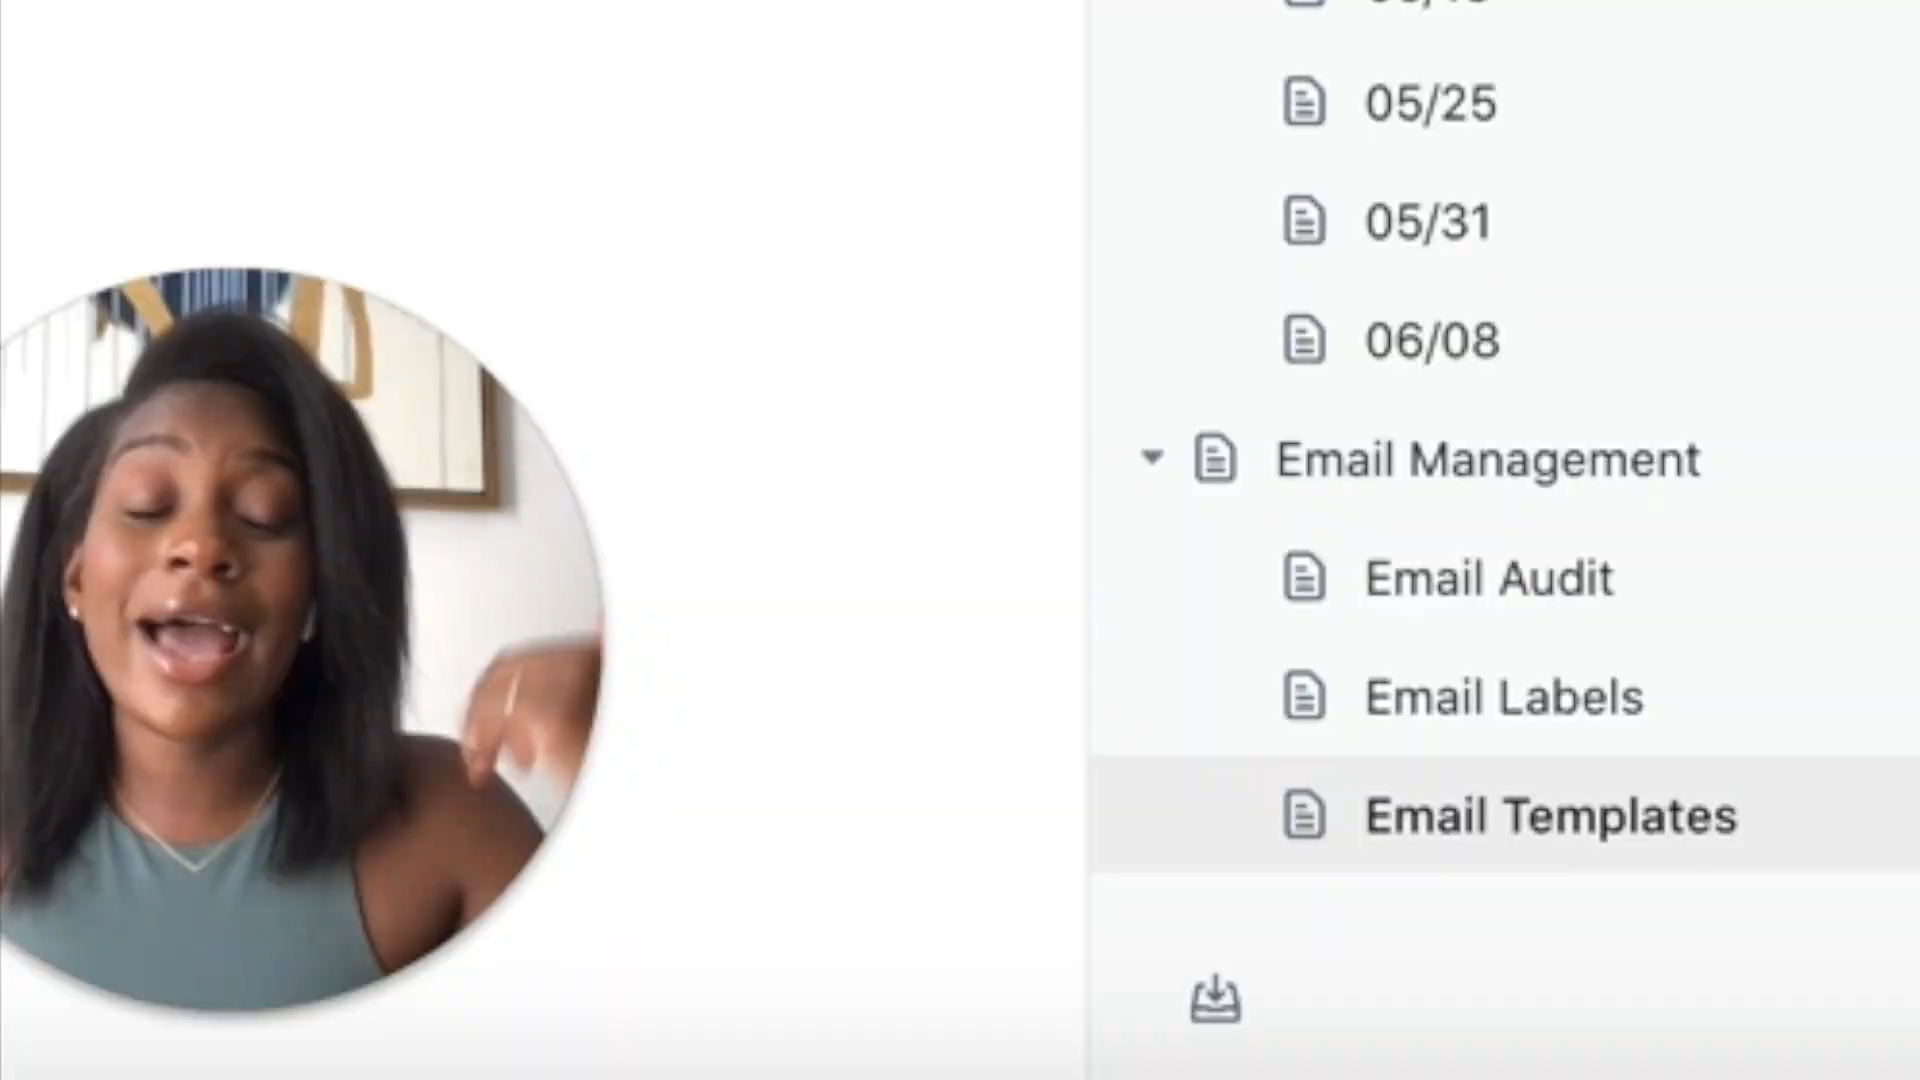 05/25
05/31
06/08
Email Management
Email Audit
Email Labels
Email Templates